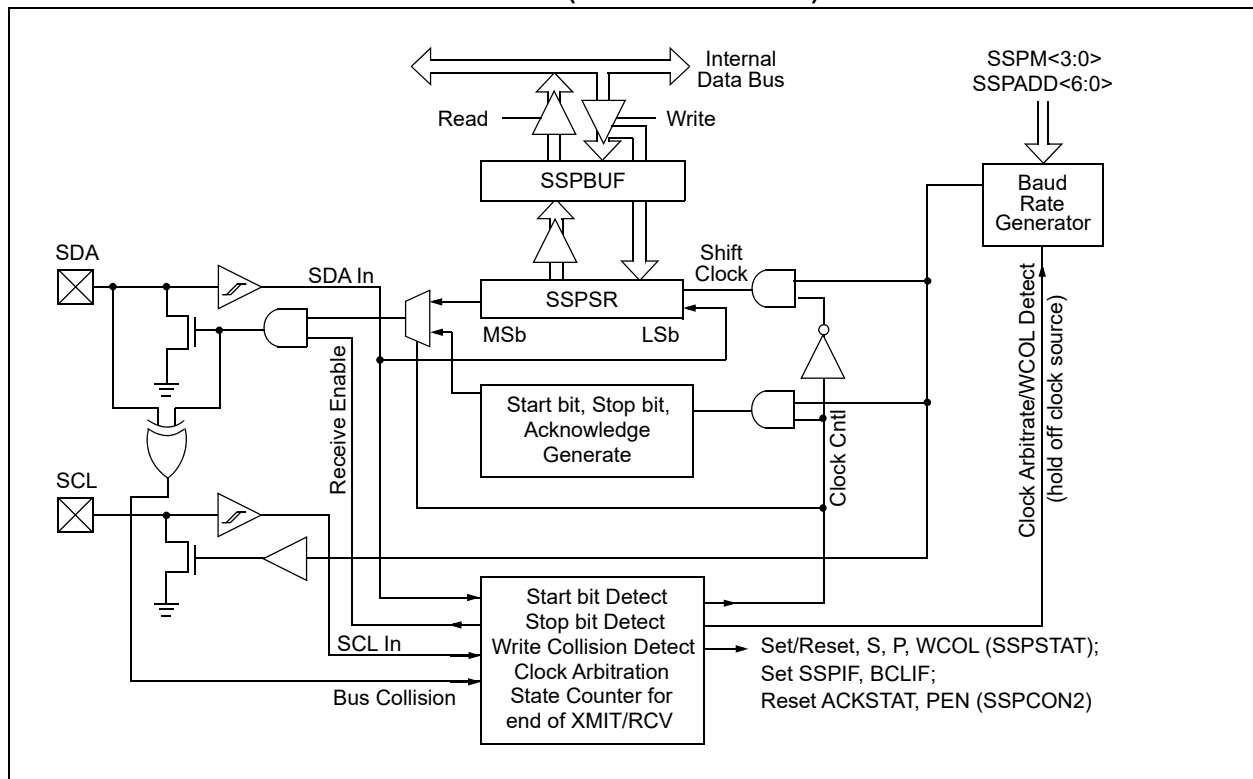 Internal
Data Bus
SSPM<3:0>
SSPADD<6:0>
Read
Write
SSPBUF
Baud
Rate
Generator
SDA
SDA In
Shift
Clock
SSPSR
MSb
LSb
Receive Enable
Start bit, Stop bit,
Acknowledge
Generate
Clock Cntl
Clock Arbitrate/WCOL Detect
(hold off clock source)
SCL
SCL In
Bus Collision
Start bit Detect
Stop bit Detect
Write Collision Detect
Clock Arbitration
State Counter for
end of XMIT/RCV
Set/Reset, S, P, WCOL (SSPSTAT);
Set SSPIF, BCLIF;
Reset ACKSTAT, PEN (SSPCON2)